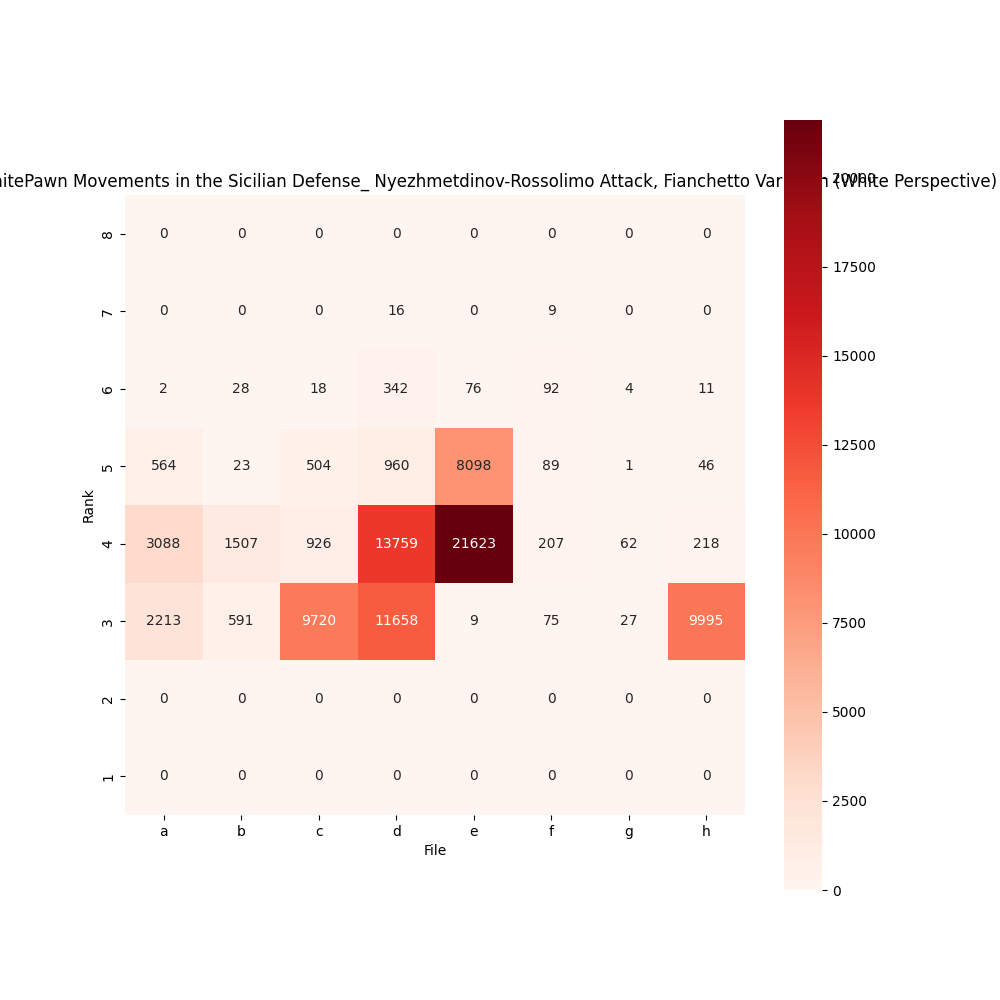 Pawn Movements in the Sicilian Defense_ Nyezhmetdinov-Rossolimo Attack, Fianchetto (White Perspective)
8 0 0 0 0 0 0 0 0
7 0 0 0 16 0 9 0 0
6 2 28 18 342 76 92 4 11
5 564 23 504 960 8098 89 1 46
4 3088 1507 926 13759 21623 207 62 218
3 2213 591 9720 11658 9 75 27 9995
2 0 0 0 0 0 0 0 0
1 0 0 0 0 0 0 0 0
a b c d e f g h
File
Rank
20000
17500
15000
12500
10000
7500
5000
2500
0